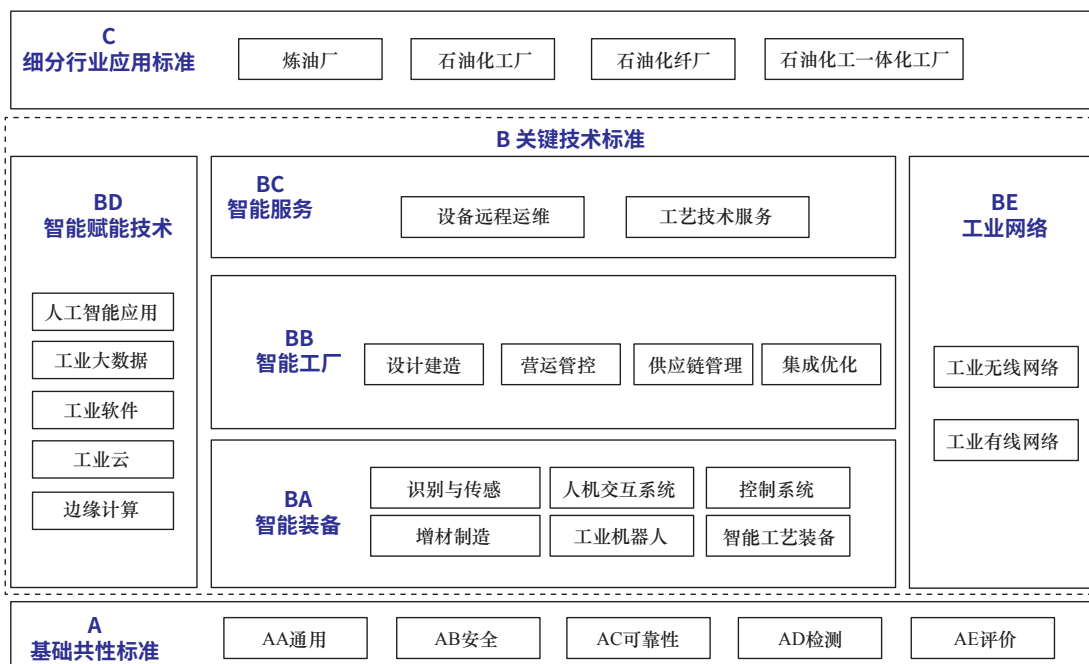 C
细分行业应用标准
炼油厂
石油化工厂
石油化纤厂
石油化工一体化工厂
B 关键技术标准
BD
智能赋能技术
人工智能应用
工业大数据
工业软件
工业云
边缘计算
BC
智能服务
设备远程运维
工艺技术服务
BB
智能工厂
设计建造
营运管控
供应链管理
集成优化
BA
智能装备
识别与传感
人机交互系统
控制系统
增材制造
工业机器人
智能工艺装备
BE
工业网络
工业无线网络
工业有线网络
A
基础共性标准
AA通用
AB安全
AC可靠性
AD检测
AE评价